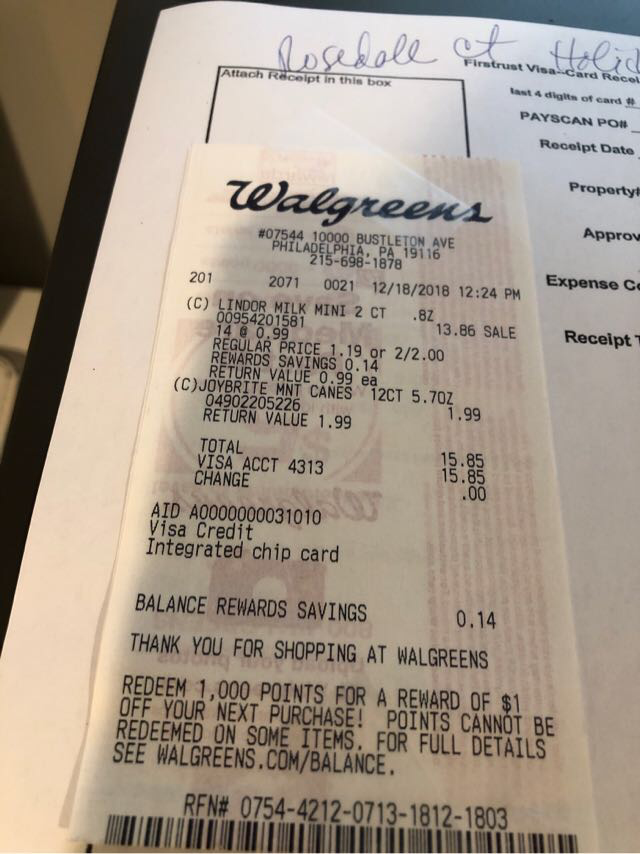 Rosedale ct Holid
Attach Receipt in this box
Firstrust Visa-Card Recei
last 4 digits of card #
PAYSCAN PO#
Receipt Date
Property#
Approv
Expense Co
Receipt T
Walgreens
#07544 10000 BUSTLETON AVE
PHILADELPHIA, PA 19116
215-698-1878
201 2071 0021 12/18/2018 12:24 PM
(C) LINDOR MILK MINI 2 CT .8Z
00954201581
14 @ 0.99 13.86 SALE
REGULAR PRICE 1.19 or 2/2.00
REWARDS SAVINGS 0.14
RETURN VALUE 0.99 ea
(C)JOYBRITE MNT CANES 12CT 5.7OZ
04902205226 1.99
RETURN VALUE 1.99
TOTAL 15.85
VISA ACCT 4313 15.85
CHANGE .00
AID A0000000031010
Visa Credit
Integrated chip card
BALANCE REWARDS SAVINGS 0.14
THANK YOU FOR SHOPPING AT WALGREENS
REDEEM 1,000 POINTS FOR A REWARD OF $1
OFF YOUR NEXT PURCHASE! POINTS CANNOT BE
REDEEMED ON SOME ITEMS. FOR FULL DETAILS
SEE WALGREENS.COM/BALANCE.
RFN# 0754-4212-0713-1812-1803